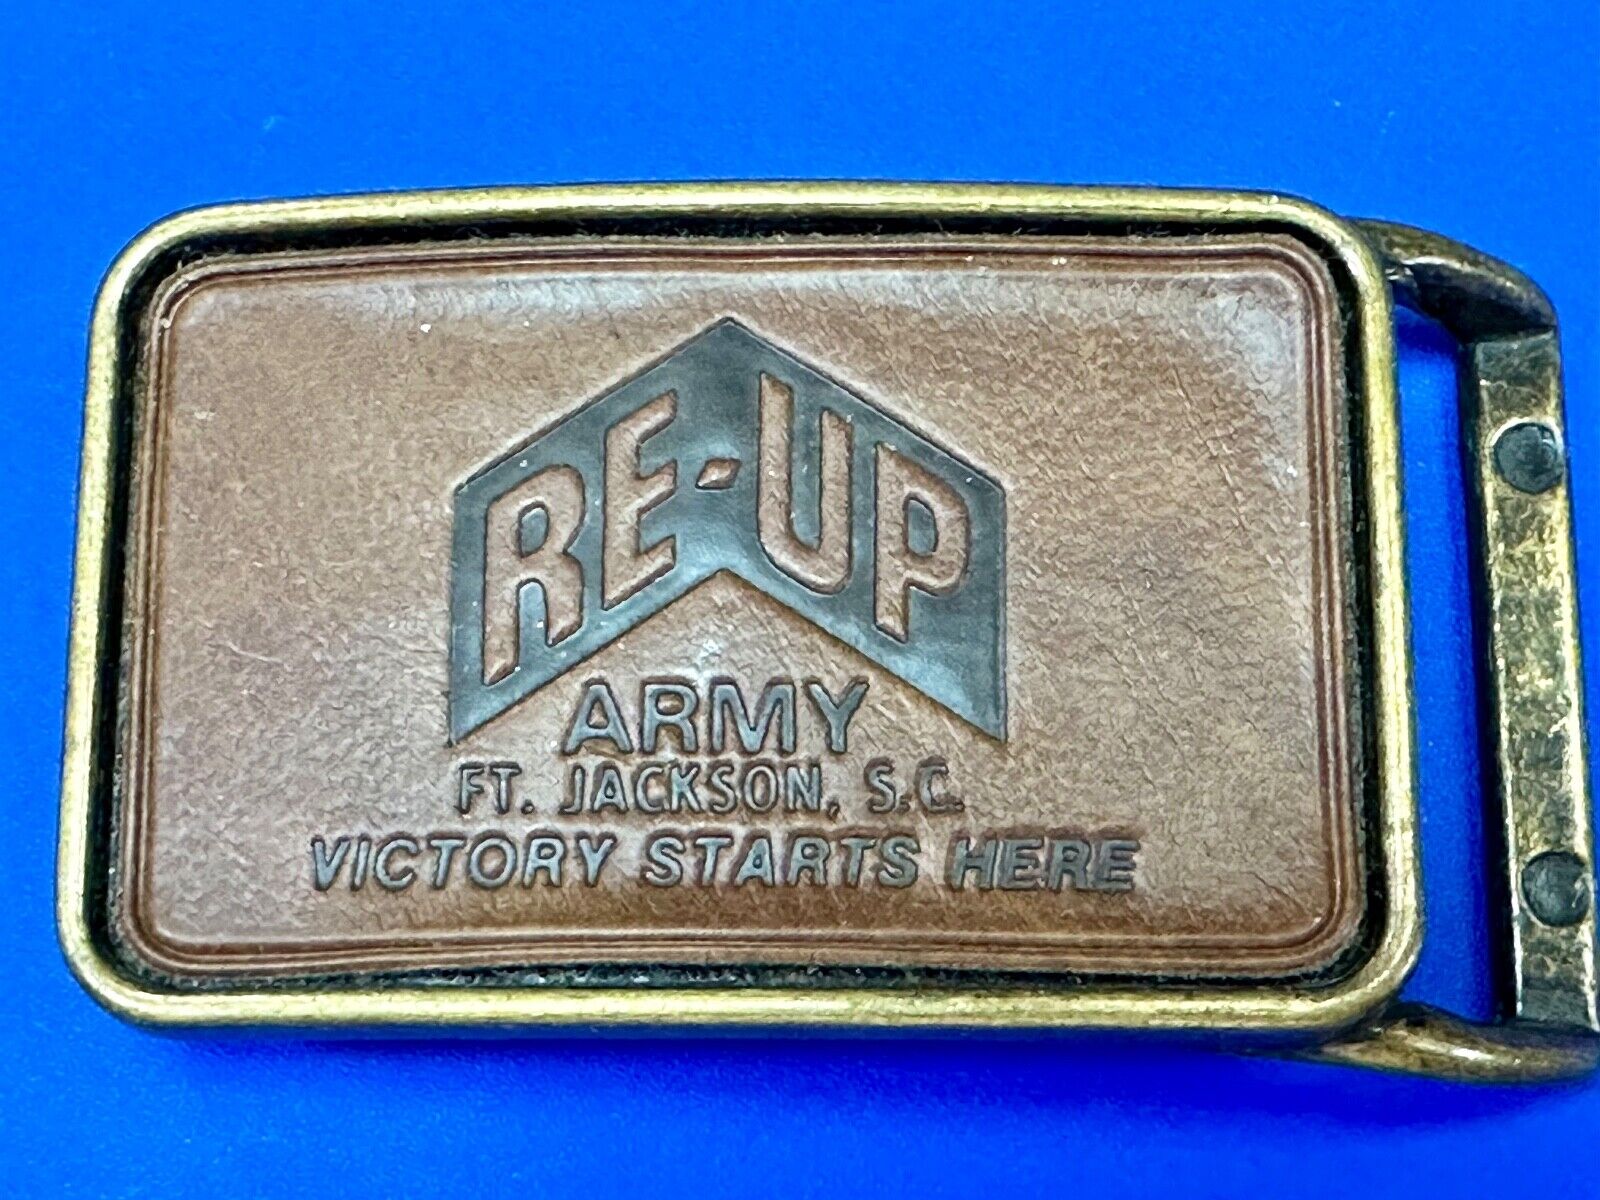 RE-UP
ARMY
FT. JACKSON, S.C.
VICTORY STARTS HERE